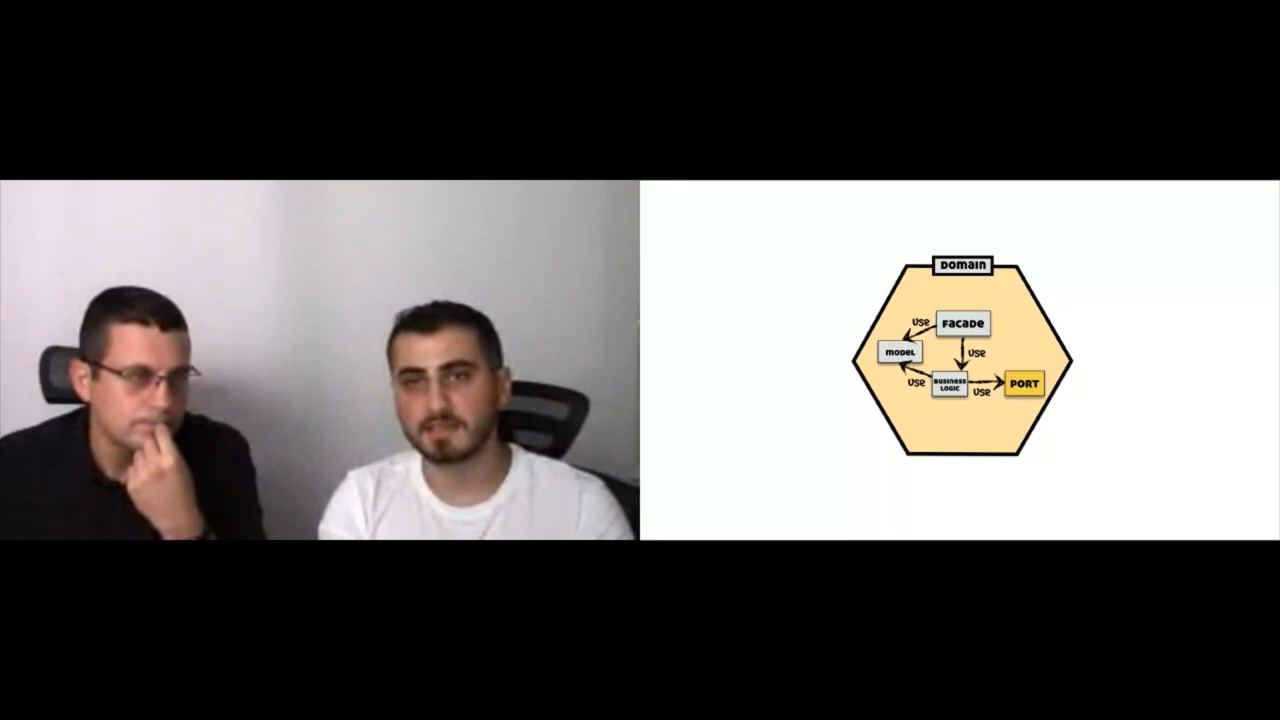 DOMAIN
FACADE
USE
MODEL
USE
USE
BUSINESS
LOGIC
USE
PORT